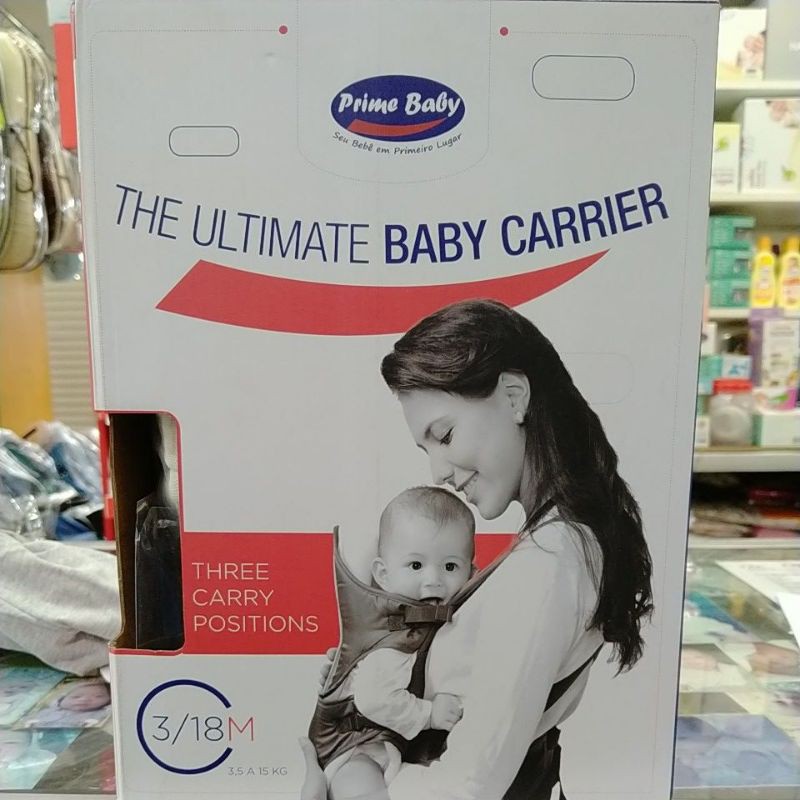 Prime Baby
Seu Bebê em Primeiro Lugar
THE ULTIMATE BABY CARRIER
THREE
CARRY
POSITIONS
3/18M
3,5 A 15 KG